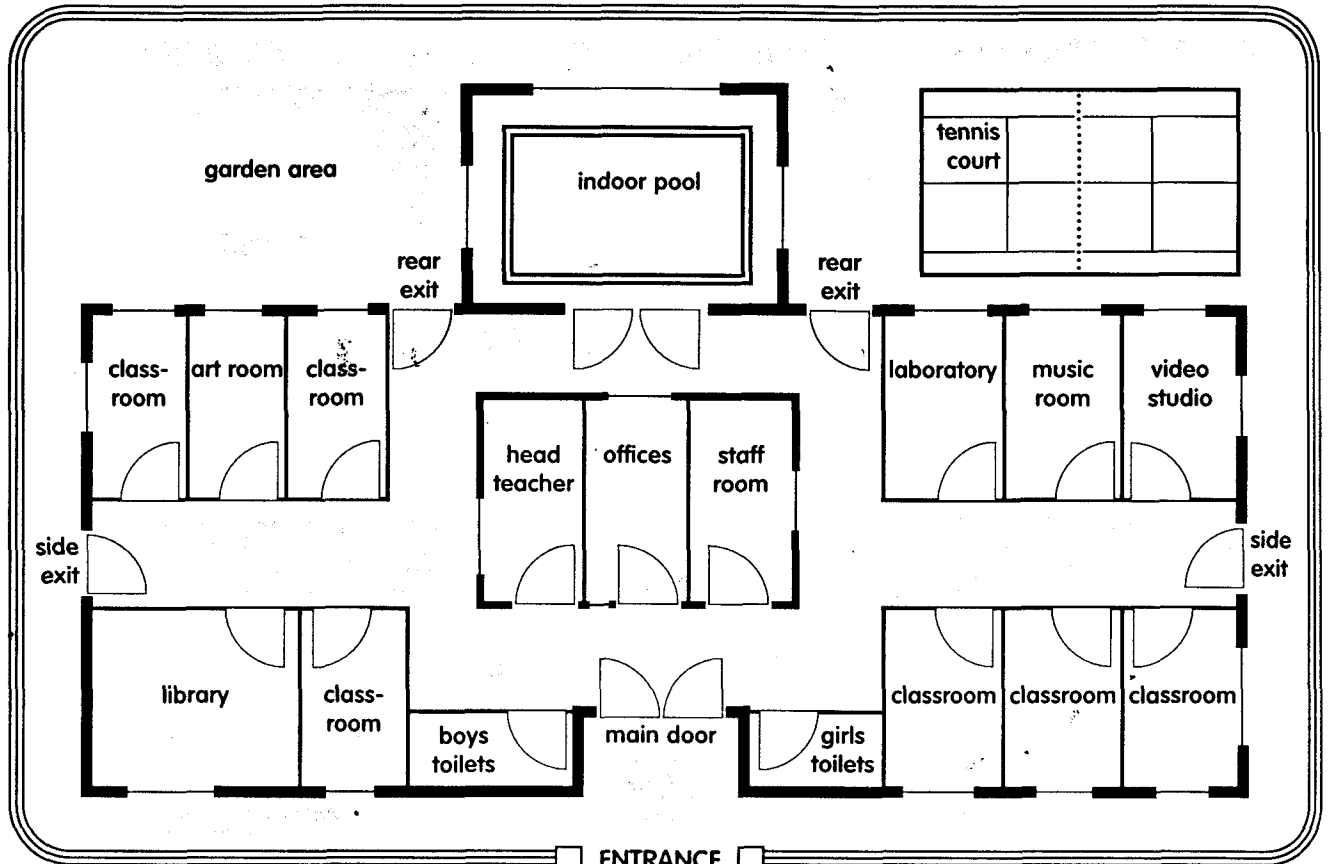 garden area
indoor pool
tennis
court
rear
exit
rear
exit
class-
room
art room
class-
room
laboratory
music
room
video
studio
head
teacher
offices
staff
room
side
exit
side
exit
library
class-
room
boys
toilets
main door
girls
toilets
classroom
classroom
classroom
ENTRANCE